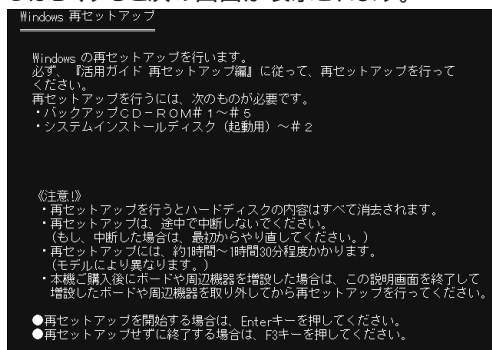 Windows 再セットアップ
Windows の再セットアップを行います。
必ず、『活用ガイド 再セットアップ編』に従って、再セットアップを行って
ください。
再セットアップを行うには、次のものが必要です。
・バックアップCD-ROM#1~#5
・システムインストールディスク(起動用)~#2
《注意!》
・再セットアップを行うとハードディスクの内容はすべて消去されます。
・再セットアップは、途中で中断しないでください。
(もし、中断した場合は、最初からやり直してください。)
・再セットアップには、約1時間~1時間30分程度かかります。
(モデルにより異なります。)
・本機ご購入後にボードや周辺機器を増設した場合は、この説明画面を終了して
増設したボードや周辺機器を取り外してから再セットアップを行ってください。
●再セットアップを開始する場合は、Enterキーを押してください。
●再セットアップせずに終了する場合は、F3キーを押してください。